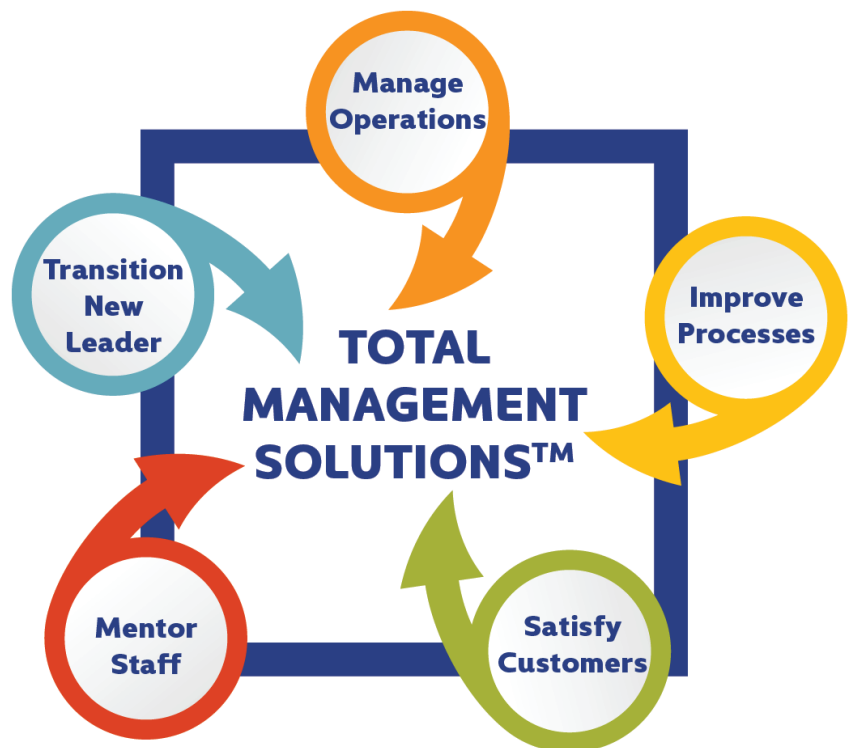 Manage
Operations
Improve
Processes
Satisfy
Customers
Mentor
Staff
Transition
New
Leader
TOTAL
MANAGEMENT
SOLUTIONS™